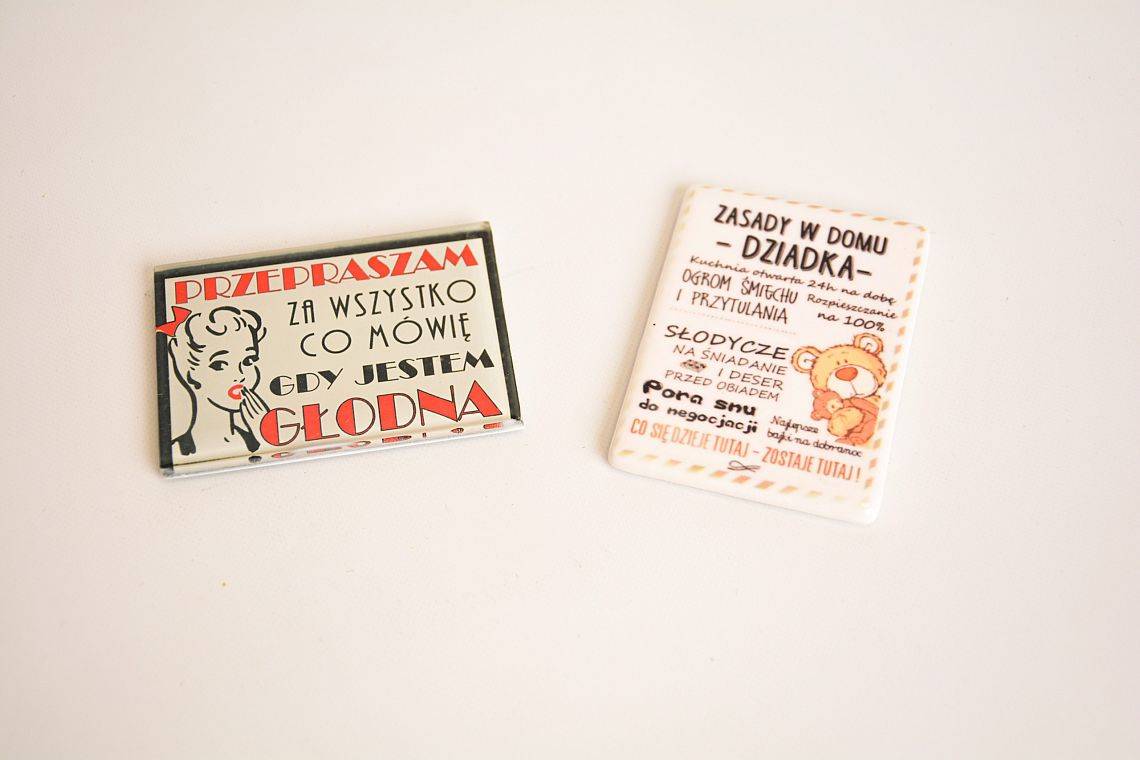 PRZEPRASZAM
ZA WSZYSTKO
CO MÓWIĘ
GDY JESTEM
GŁODNA
ZASADY W DOMU
- DZIADKA-
Kuchnia otwarta 24h na dobę
OGROM ŚMIECHU
I PRZYTULANIA
Rozpieszczanie
na 100%
SŁODYCZE
NA ŚNIADANIE
I DESER
PRZED OBIADEM
Pora snu
do negocjacji
Najlepsze
bajki na dobranoc
CO SIĘ DZIEJE TUTAJ - ZOSTAJE TUTAJ!